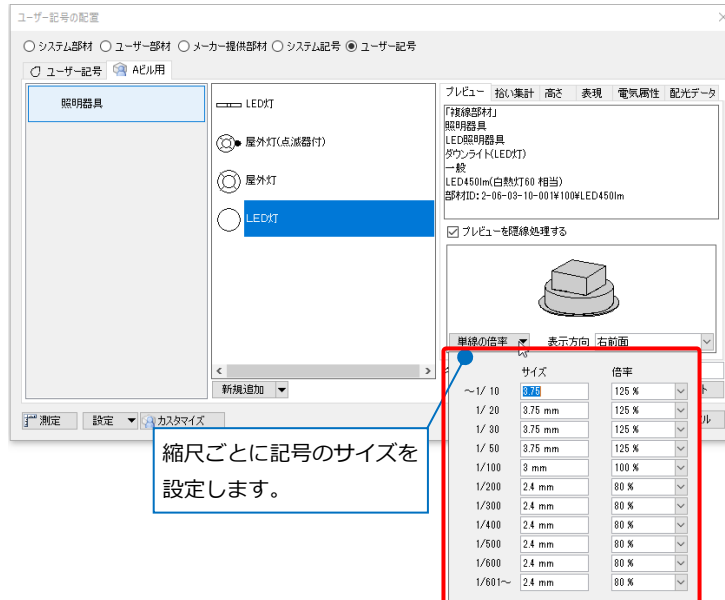 ユーザー記号の配置
システム部材 ユーザー部材 メーカー提供部材 システム記号 ユーザー記号
ユーザー記号 Aビル用
照明器具
LED灯
屋外灯(点滅器付)
屋外灯
LED灯
新規追加
プレビュー 拾い集計 高さ 表現 電気属性 配光データ
「複線部材」
照明器具
LED照明器具
ダウンライト(LED灯)
一般
LED450lm(白熱灯60 相当)
部材ID:2-06-03-10-001¥100¥LED450lm
プレビューを隠線処理する
単線の倍率 表示方向 右前面
サイズ 倍率
～1/ 10 3.75 125 %
1/ 20 3.75 mm 125 %
1/ 30 3.75 mm 125 %
1/ 50 3.75 mm 125 %
1/100 3 mm 100 %
1/200 2.4 mm 80 %
1/300 2.4 mm 80 %
1/400 2.4 mm 80 %
1/500 2.4 mm 80 %
1/600 2.4 mm 80 %
1/601～ 2.4 mm 80 %
測定 設定 カスタマイズ
縮尺ごとに記号のサイズを
設定します。